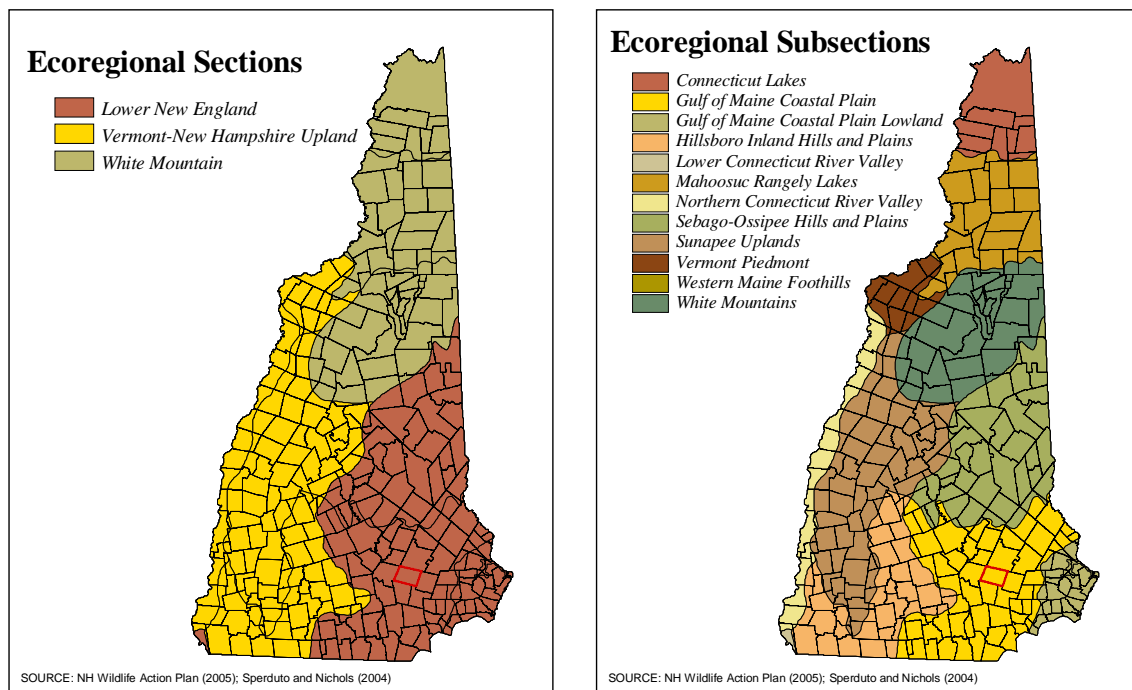 Ecoregional Sections
Lower New England
Vermont-New Hampshire Upland
White Mountain
SOURCE: NH Wildlife Action Plan (2005); Sperduto and Nichols (2004)
Ecoregional Subsections
Connecticut Lakes
Gulf of Maine Coastal Plain
Gulf of Maine Coastal Plain Lowland
Hillsboro Inland Hills and Plains
Lower Connecticut River Valley
Mahoosuc Rangely Lakes
Northern Connecticut River Valley
Sebago-Ossipee Hills and Plains
Sunapee Uplands
Vermont Piedmont
Western Maine Foothills
White Mountains
SOURCE: NH Wildlife Action Plan (2005); Sperduto and Nichols (2004)